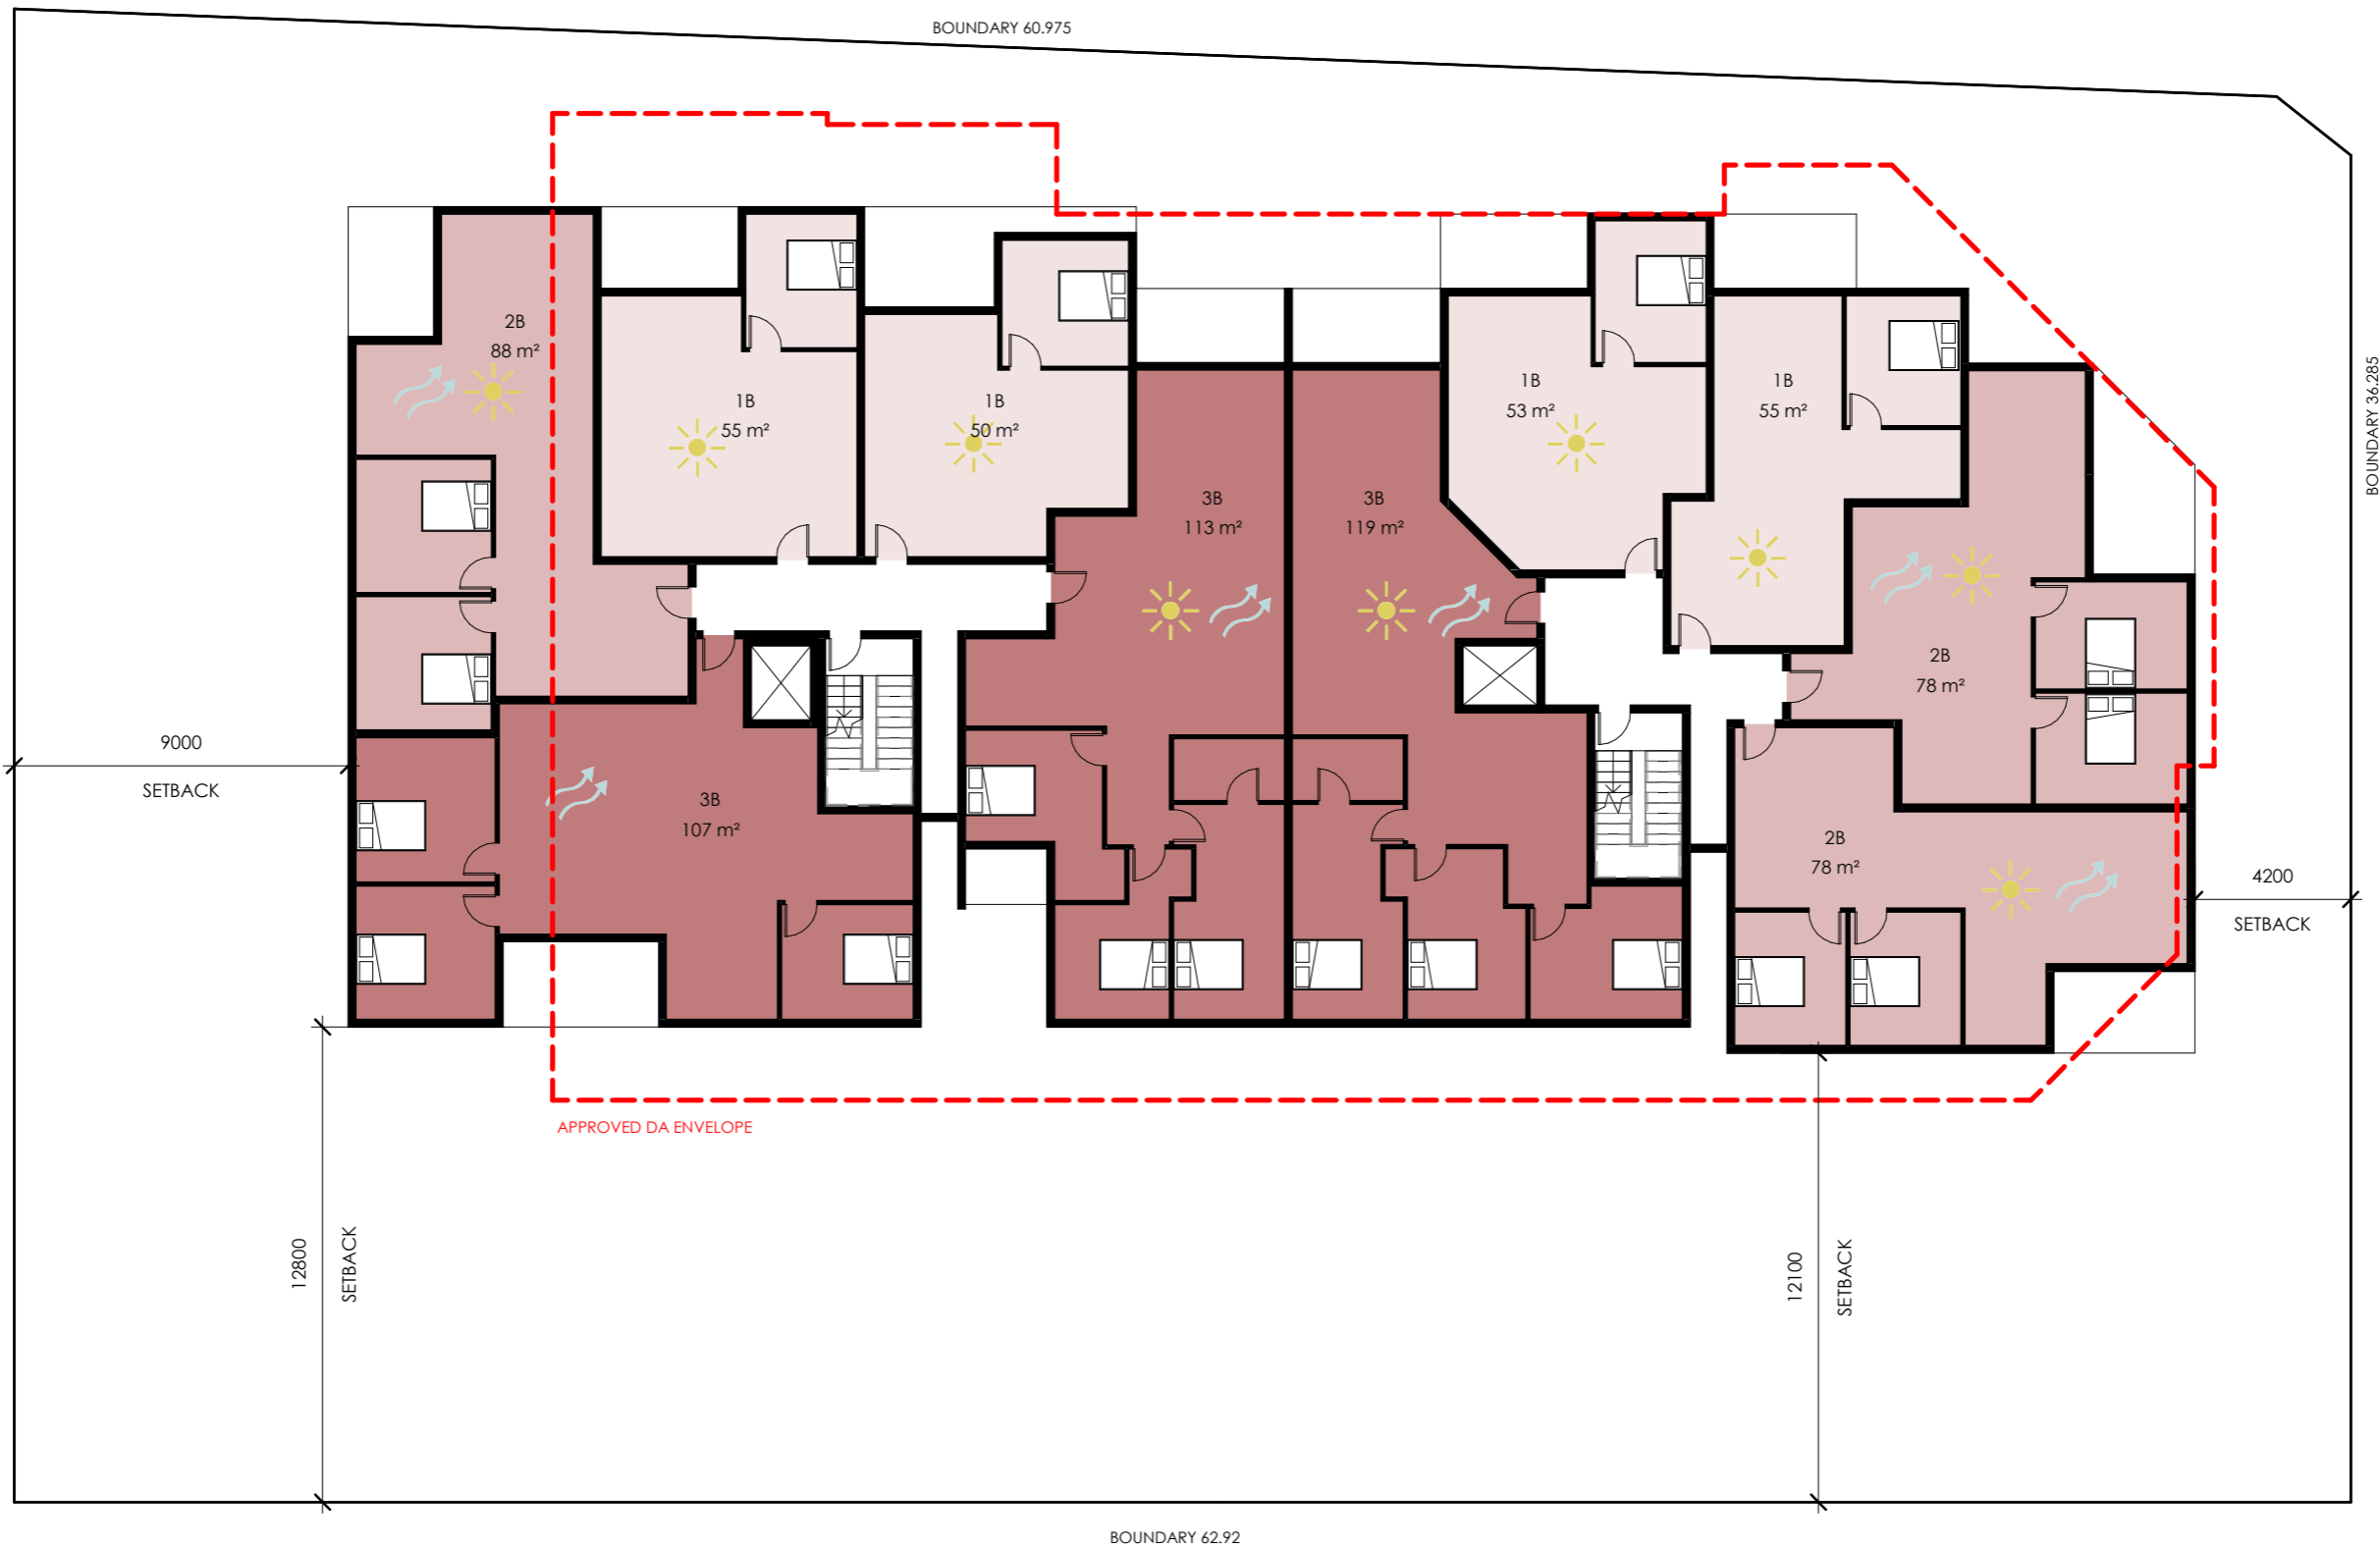 BOUNDARY 60.975
BOUNDARY 36.285
2B
88 m²
1B
55 m²
1B
50 m²
3B
113 m²
3B
119 m²
1B
53 m²
1B
55 m²
2B
78 m²
9000
SETBACK
3B
107 m²
2B
78 m²
4200
SETBACK
APPROVED DA ENVELOPE
12800
SETBACK
12100
SETBACK
BOUNDARY 62.92